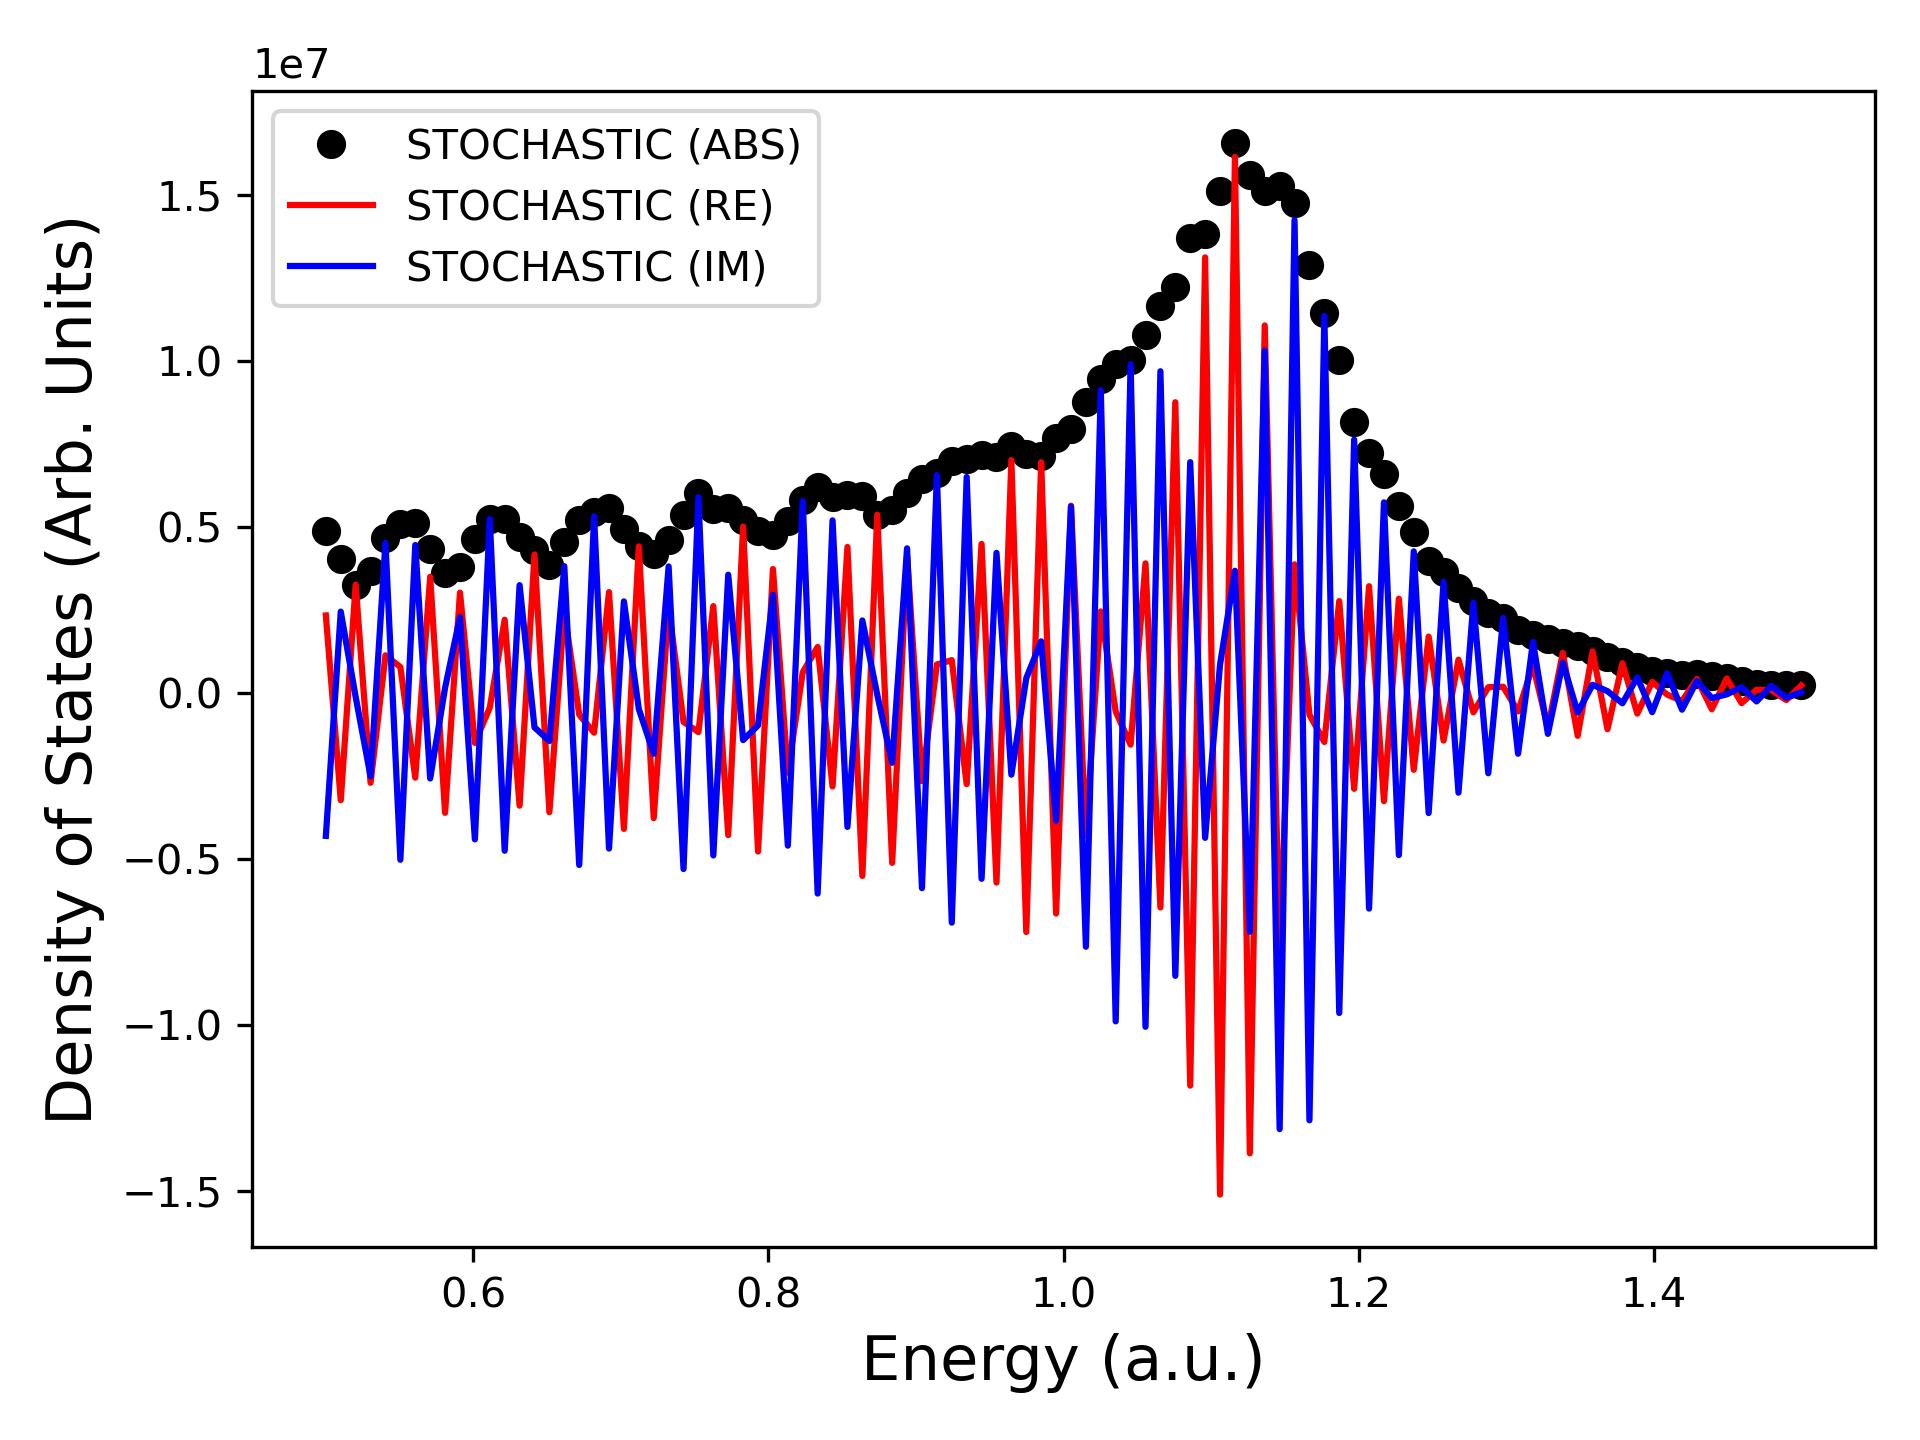 1e7
STOCHASTIC (ABS)
STOCHASTIC (RE)
STOCHASTIC (IM)
Density of States (Arb. Units)
1.5
1.0
0.5
0.0
−0.5
−1.0
−1.5
0.6 0.8 1.0 1.2 1.4
Energy (a.u.)